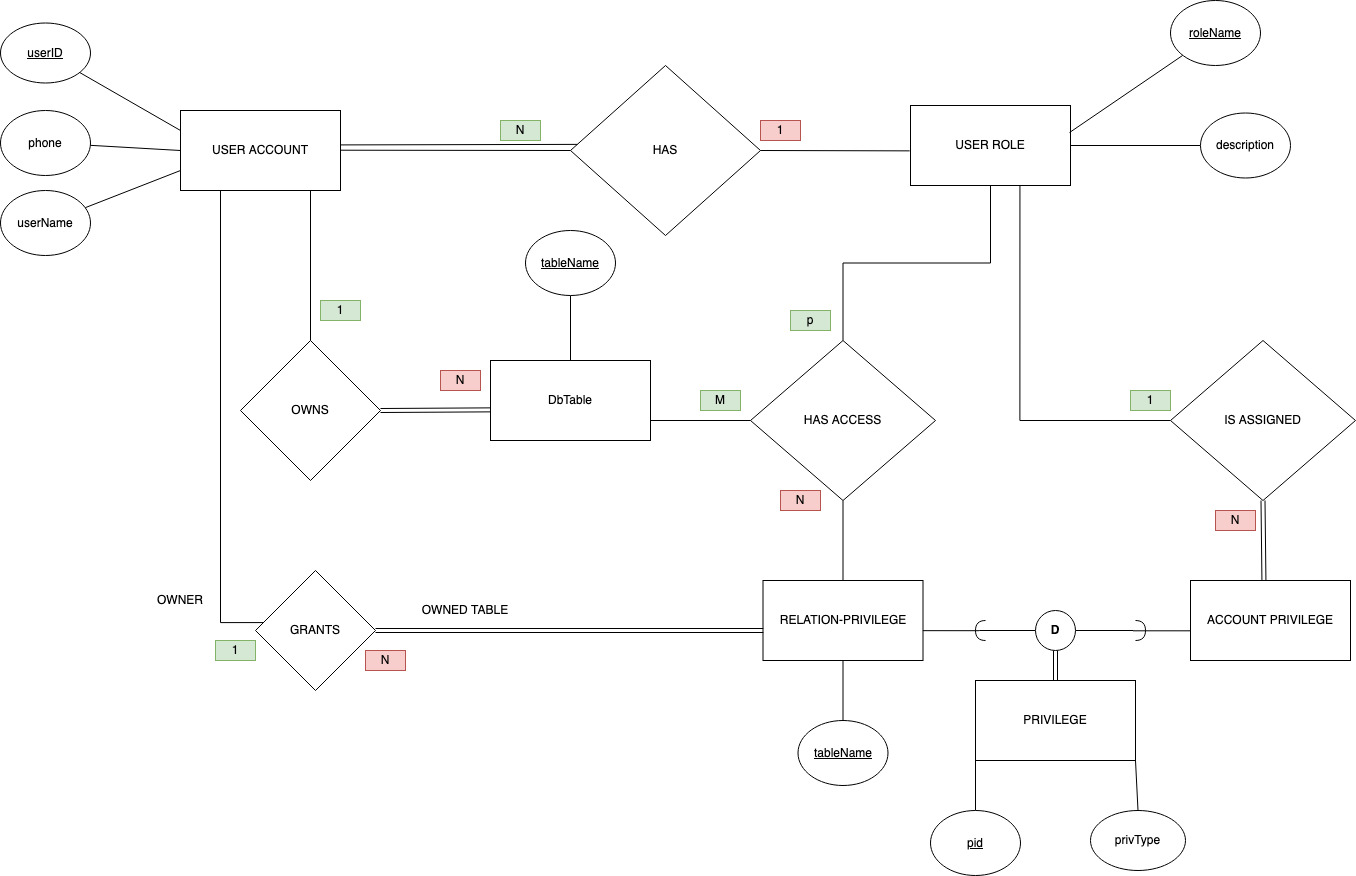 roleName
userID
N
1
phone
USER ACCOUNT
HAS
USER ROLE
description
userName
tableName
1
p
N
DbTable
M
1
OWNS
HAS ACCESS
IS ASSIGNED
N
N
OWNER
OWNED TABLE
GRANTS
RELATION-PRIVILEGE
D
ACCOUNT PRIVILEGE
1
N
PRIVILEGE
tableName
pid
privType